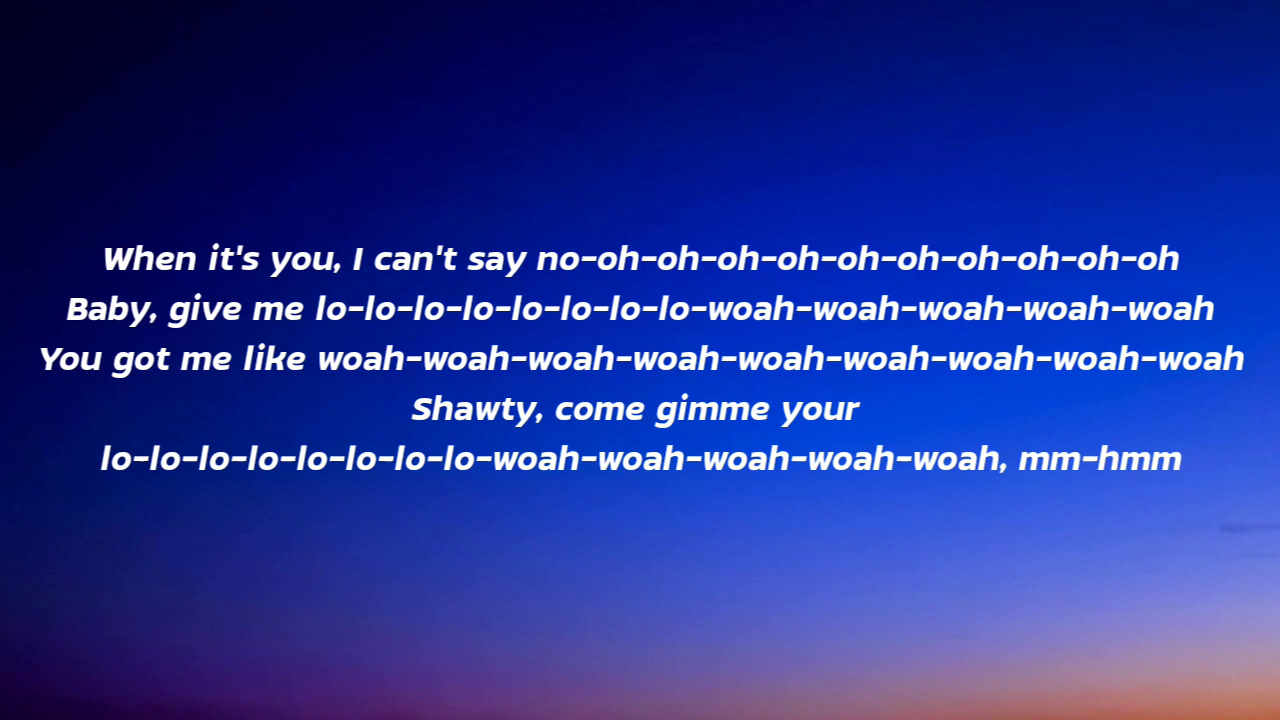 When it's you, I can't say no-oh-oh-oh-oh-oh-oh-oh-oh-oh-oh
Baby, give me lo-lo-lo-lo-lo-lo-lo-lo-woah-woah-woah-woah-woah
You got me like woah-woah-woah-woah-woah-woah-woah-woah-woah
Shawty, come gimme your
lo-lo-lo-lo-lo-lo-lo-lo-woah-woah-woah-woah-woah, mm-hmm